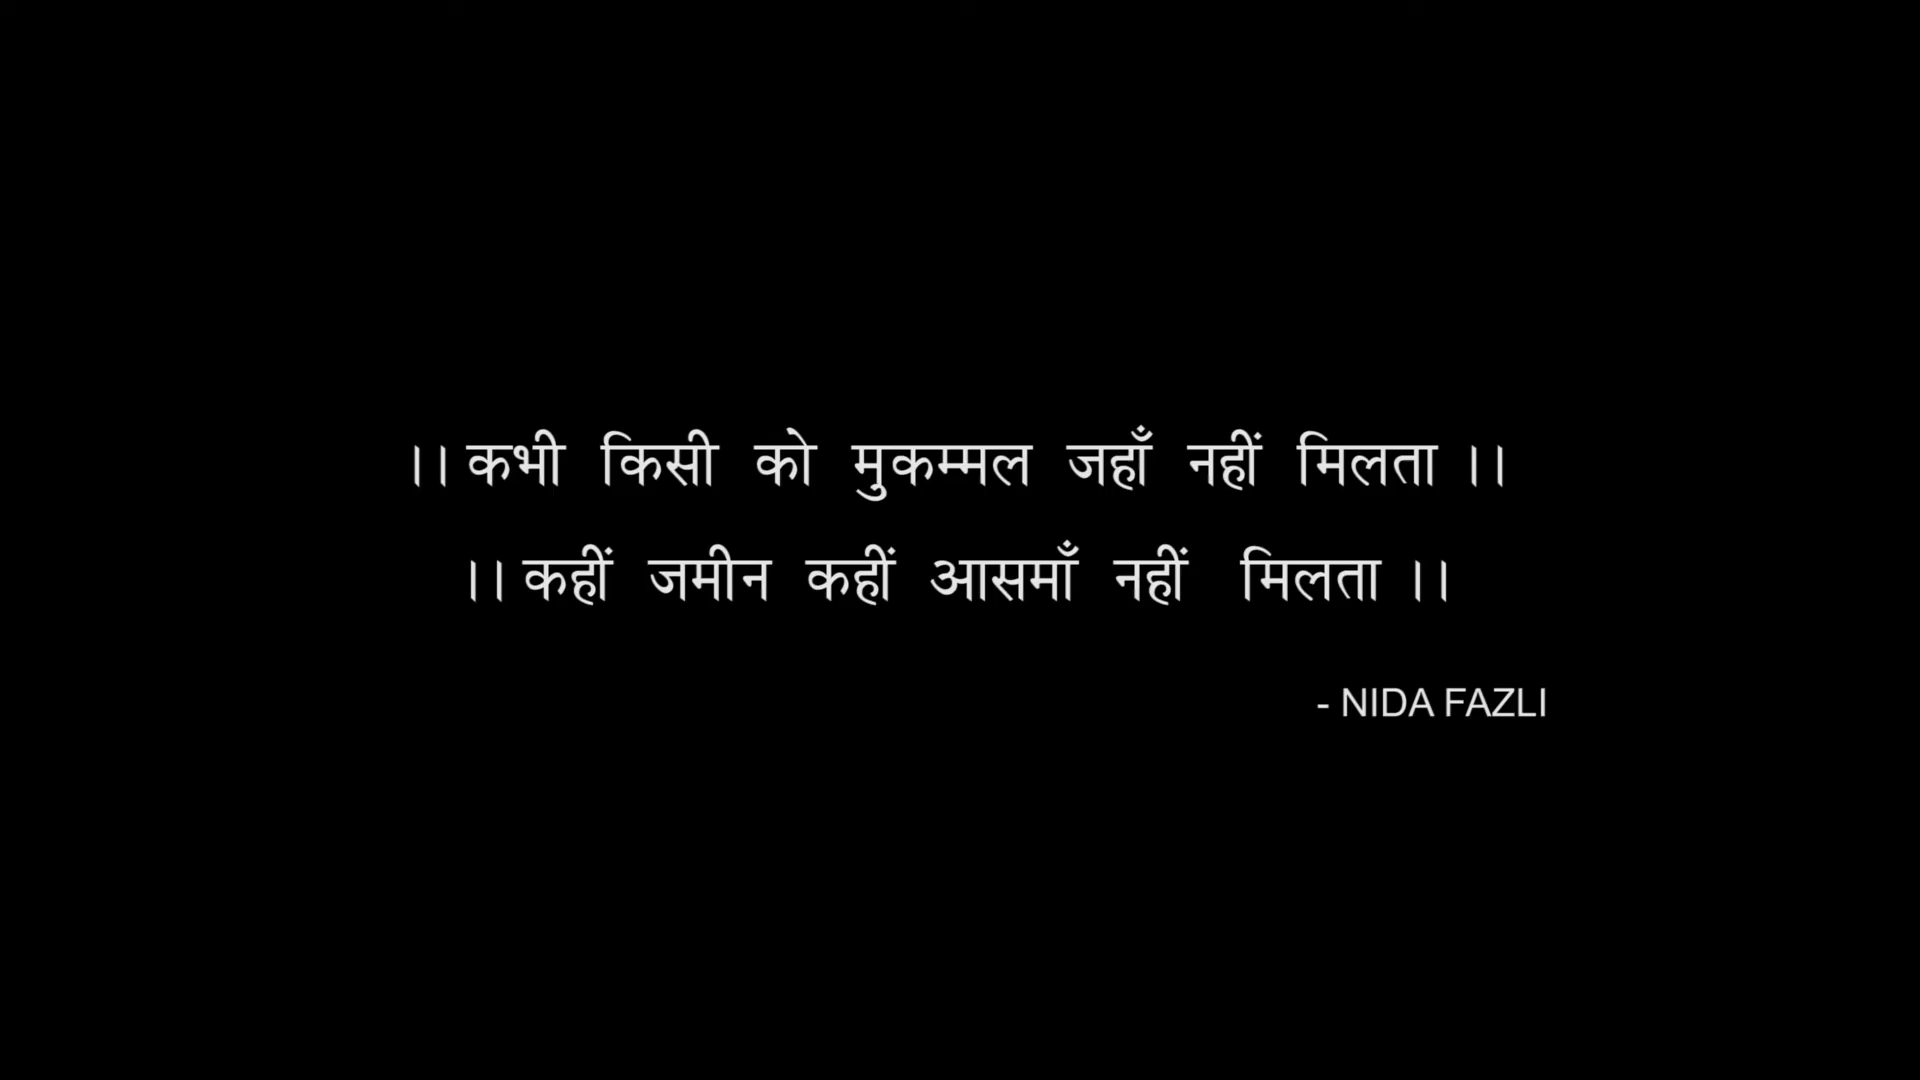 ।। कभी किसी को मुकम्मल जहाँ नहीं मिलता ।।
।। कहीं जमीन कहीं आसमाँ नहीं मिलता ।।
- NIDA FAZLI